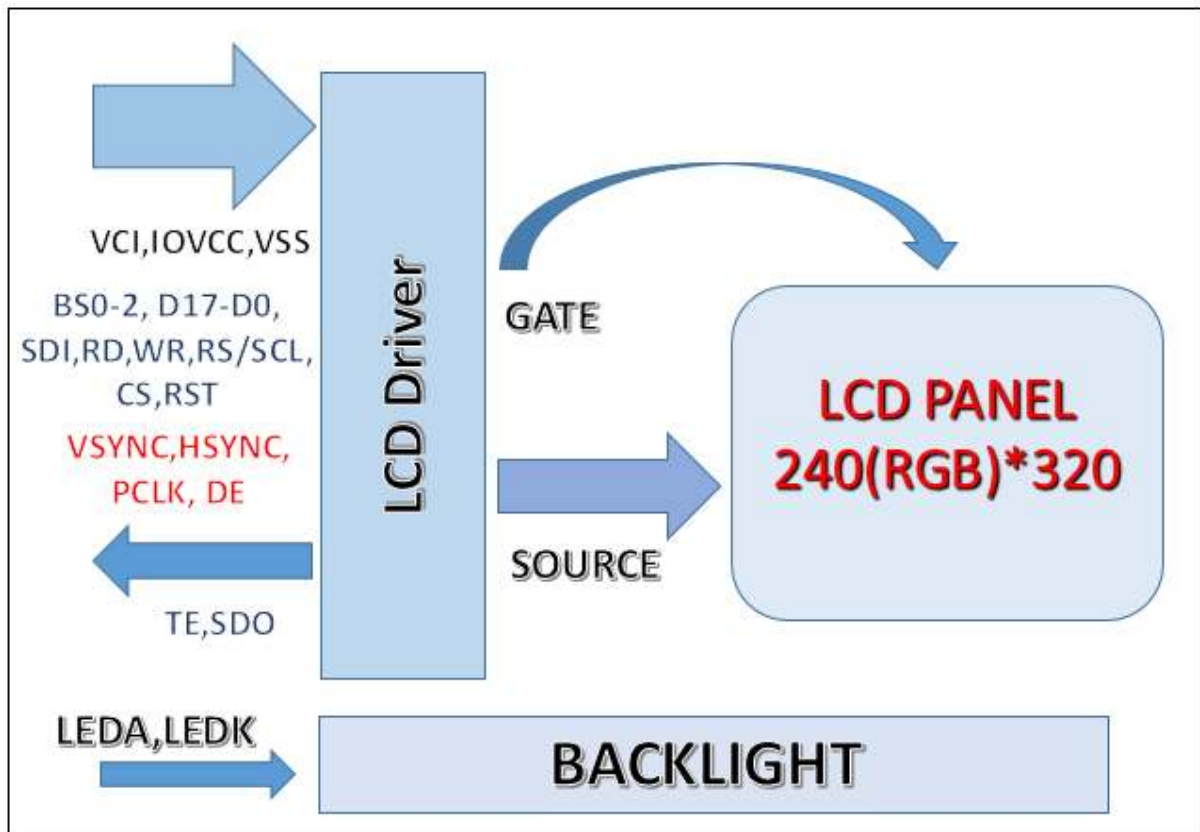 VCI,IOVCC,VSS
BS0-2, D17-D0,
SDI,RD,WR,RS/SCL,
CS,RST
VSYNC,HSYNC,
PCLK, DE
TE,SDO
LCD Driver
GATE
SOURCE
LCD PANEL
240(RGB)*320
LEDA,LEDK
BACKLIGHT